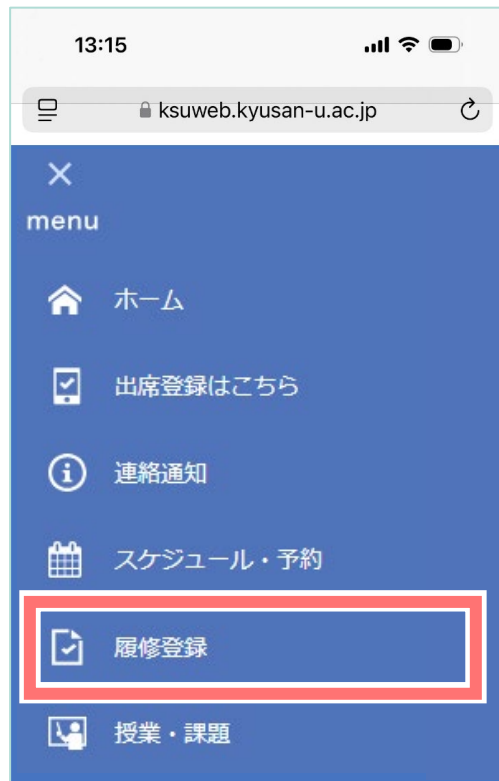 13:15
ksuweb.kyusan-u.ac.jp
menu
ホーム
出席登録はこちら
連絡通知
スケジュール・予約
履修登録
授業・課題